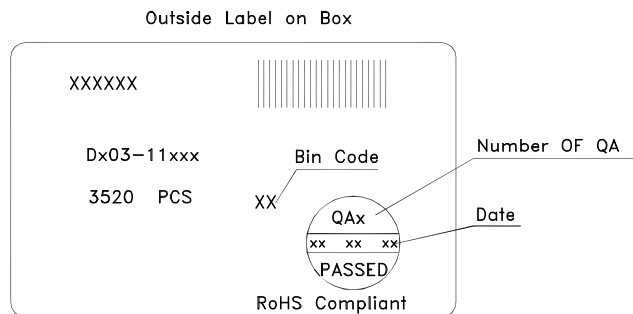 Outside Label on Box
XXXXXX
Dx03-11xxx
Bin Code
Number OF QA
3520 PCS
XX
QAx
Date
xx xx xx
PASSED
RoHS Compliant